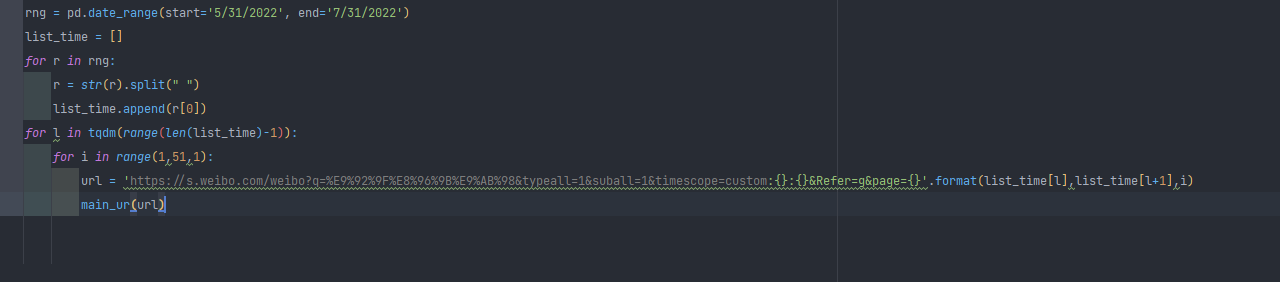 rng = pd.date_range(start='5/31/2022', end='7/31/2022')
list_time = []
for r in rng:
r = str(r).split(" ")
list_time.append(r[0])
for l in tqdm(range(len(list_time)-1)):
for i in range(1,51,1):
url = 'https://s.weibo.com/weibo?q=%E9%92%9F%E8%96%9B%E9%AB%98&typeall=1&suball=1&timescope=custom:{}:{}&Refer=g&page={}'.format(list_time[l],list_time[l+1],i)
main_ur(url)